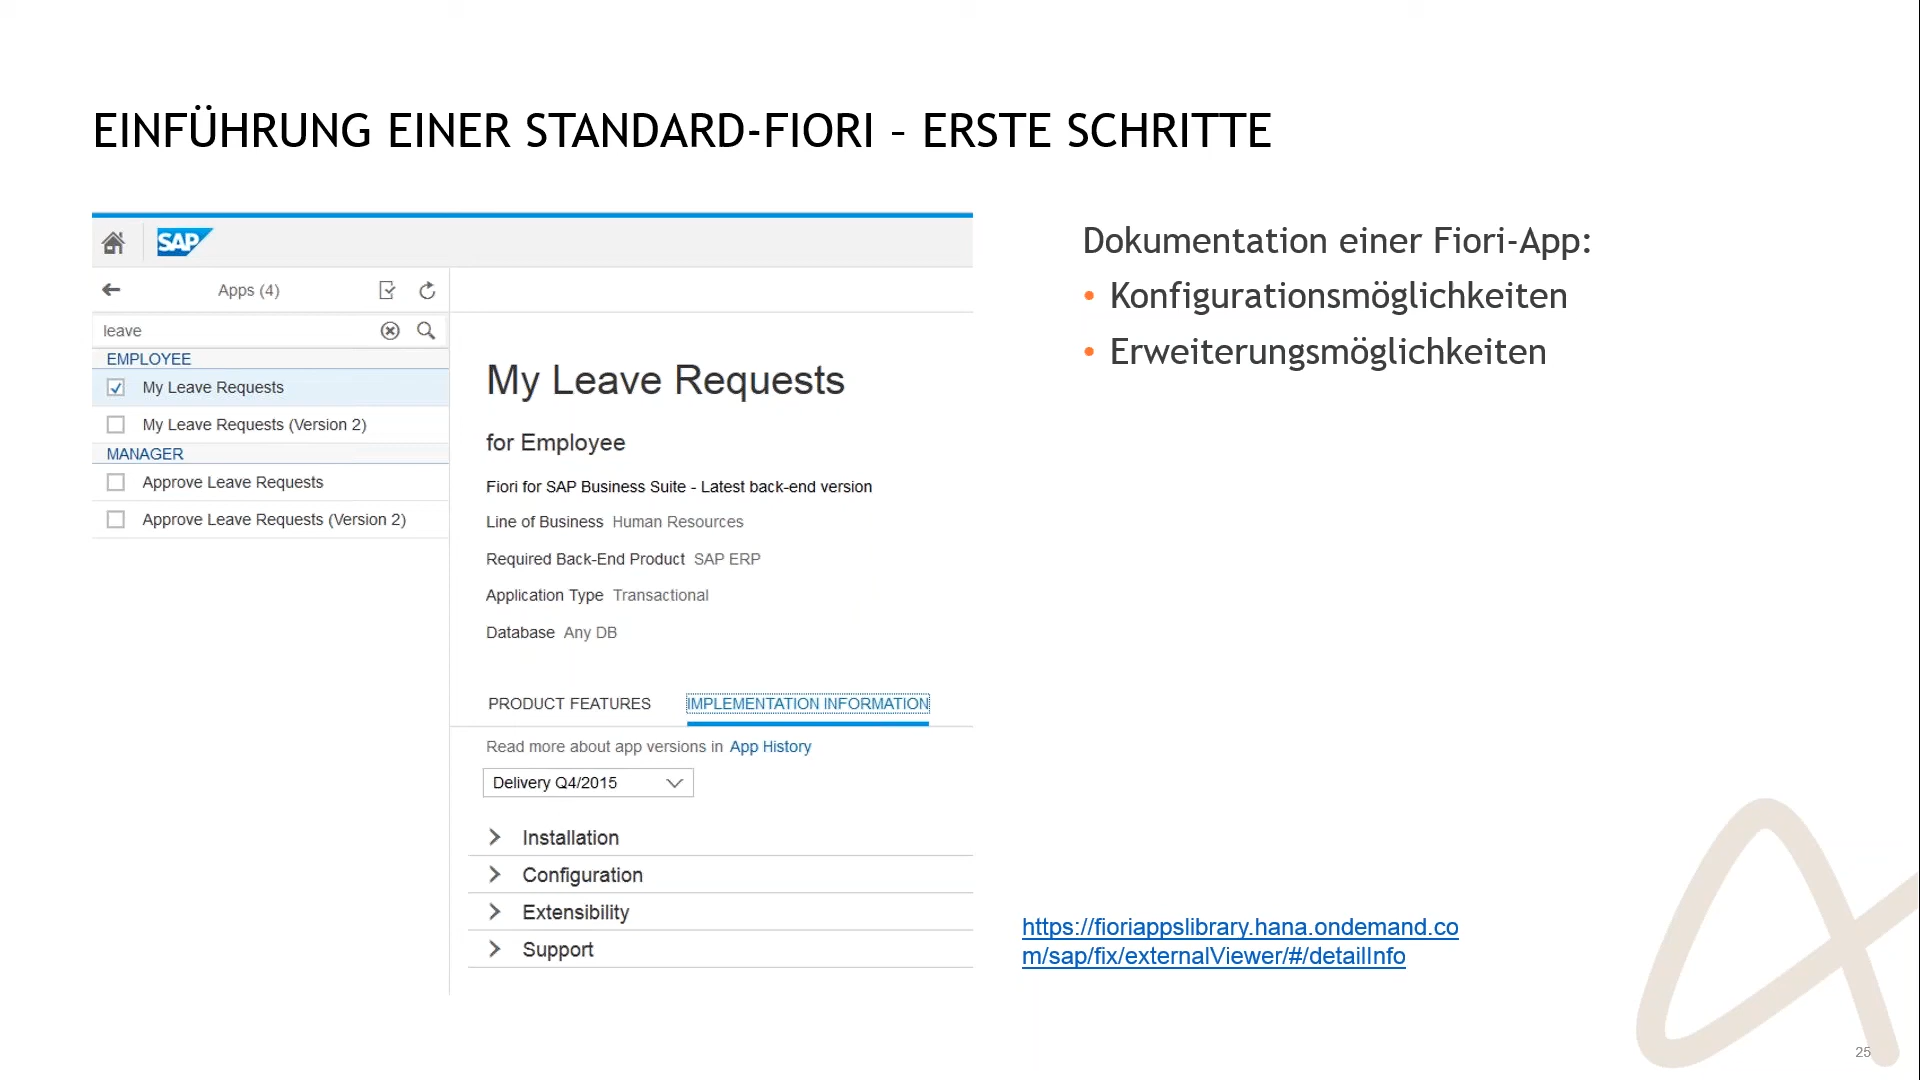 EINFÜHRUNG EINER STANDARD-FIORI – ERSTE SCHRITTE
SAP
Apps (4)
leave
EMPLOYEE
My Leave Requests
My Leave Requests (Version 2)
MANAGER
Approve Leave Requests
Approve Leave Requests (Version 2)
My Leave Requests
for Employee
Fiori for SAP Business Suite - Latest back-end version
Line of Business Human Resources
Required Back-End Product SAP ERP
Application Type Transactional
Database Any DB
PRODUCT FEATURES IMPLEMENTATION INFORMATION
Read more about app versions in App History
Delivery Q4/2015
Installation
Configuration
Extensibility
Support
Dokumentation einer Fiori-App:
• Konfigurationsmöglichkeiten
• Erweiterungsmöglichkeiten
https://fioriappslibrary.hana.ondemand.co
m/sap/fix/externalViewer/#/detailInfo
25